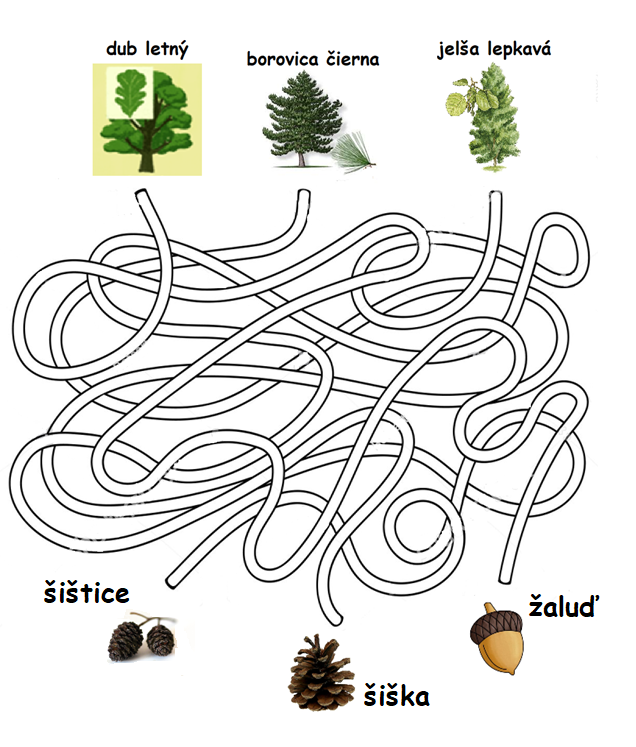 dub letný
borovica čierna
jelša lepkavá
šištice
žaluď
šiška